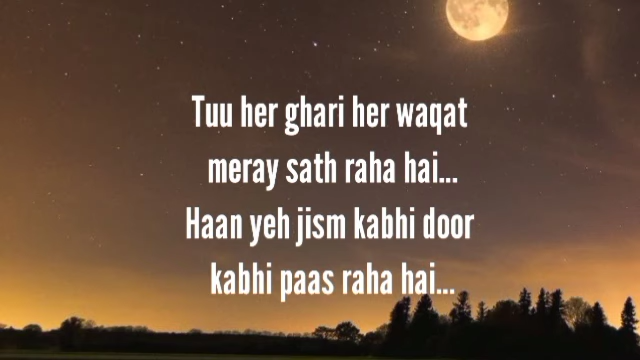 Tuu her ghari her waqat
meray sath raha hai...
Haan yeh jism kabhi door
kabhi paas raha hai...